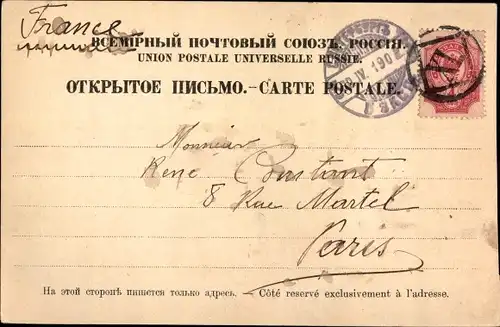 France
ВСЕМІРНЫЙ ПОЧТОВЫЙ СОЮЗЪ. РОССІЯ.
UNION POSTALE UNIVERSELLE RUSSIE.
ОТКРЫТОЕ ПИСЬМО.-CARTE POSTALE.
Monsieur
René Constant
8 Rue Martel
Paris
На этой сторонѣ пишется только адресъ. - Côté reservé exclusivement à l'adresse.